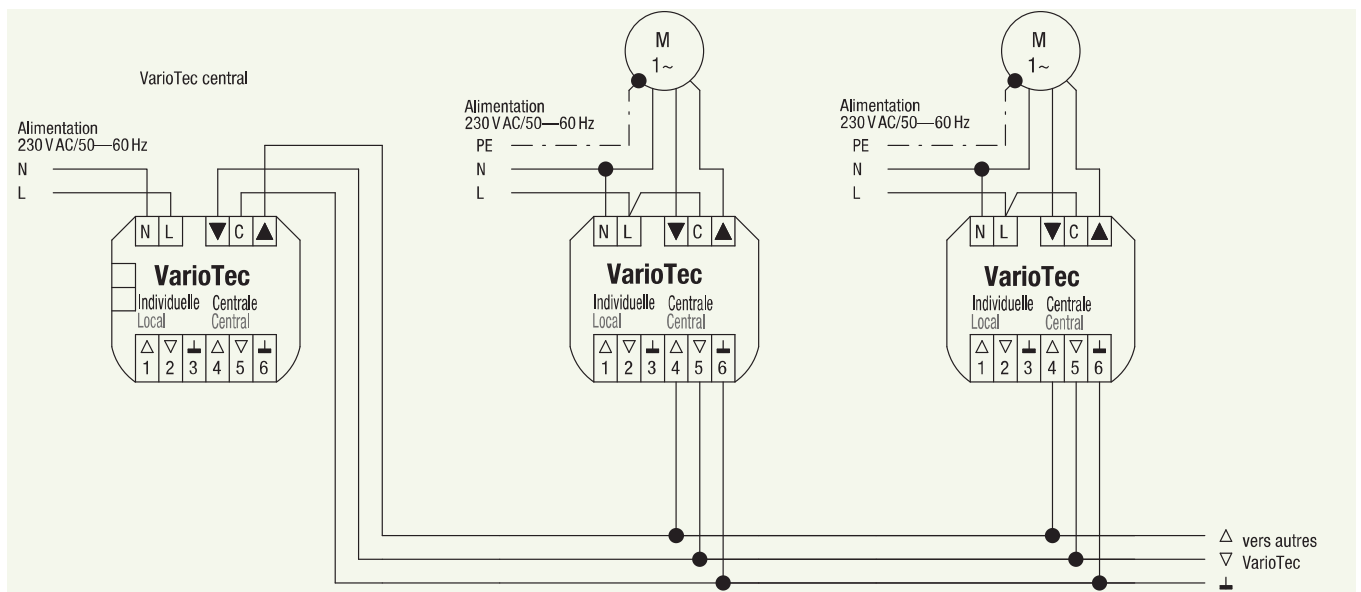 VarioTec central
Alimentation
230 V AC/50—60 Hz
N
L
N L ▼ C ▲
VarioTec
Individuelle Centrale
Local Central
△ ▽ ⏊ △ ▽ ⏊
1 2 3 4 5 6
M
1~
Alimentation
230 V AC/50—60 Hz
PE
N
L
N L ▼ C ▲
VarioTec
Individuelle Centrale
Local Central
△ ▽ ⏊ △ ▽ ⏊
1 2 3 4 5 6
M
1~
Alimentation
230 V AC/50—60 Hz
PE
N
L
N L ▼ C ▲
VarioTec
Individuelle Centrale
Local Central
△ ▽ ⏊ △ ▽ ⏊
1 2 3 4 5 6
△ vers autres
▽ VarioTec
⏊